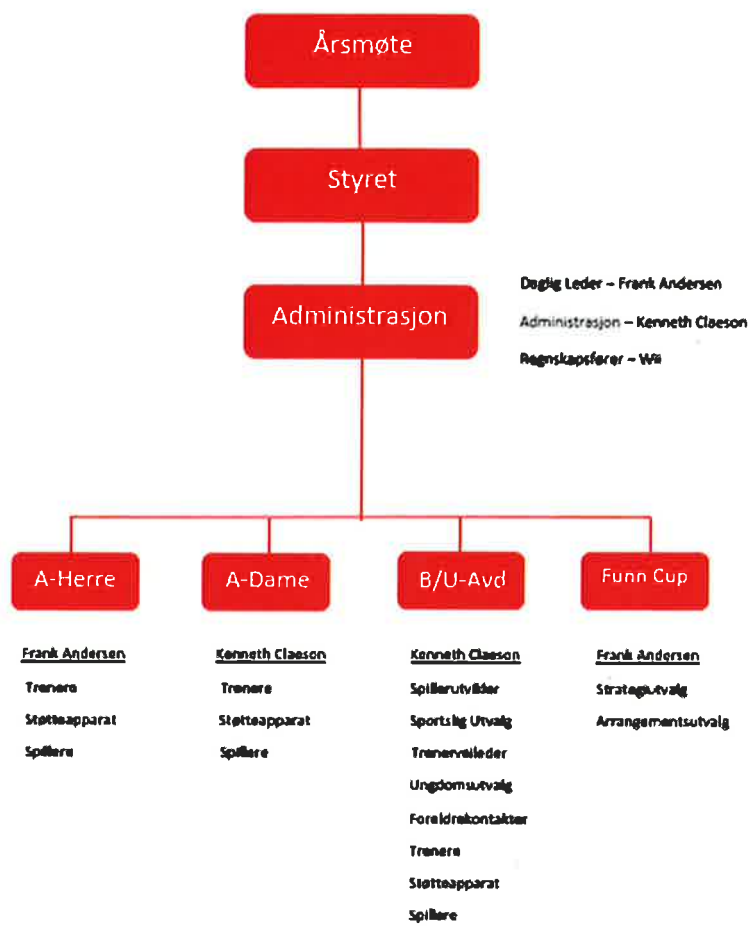 Årsmøte
Styret
Administrasjon
Daglig Leder – Frank Andersen
Administrasjon – Kenneth Claeson
Regnskapsfører – Wii
A-Herre
Frank Andersen
Trenere
Støtteapparat
Spillere
A-Dame
Kenneth Claeson
Trenere
Støtteapparat
Spillere
B/U-Avd
Kenneth Claeson
Spillerutvikler
Sportslig Utvalg
Trenerveileder
Ungdomsutvalg
Foreldrekontakter
Trenere
Støtteapparat
Spillere
Funn Cup
Frank Andersen
Strategiutvalg
Arrangementsutvalg